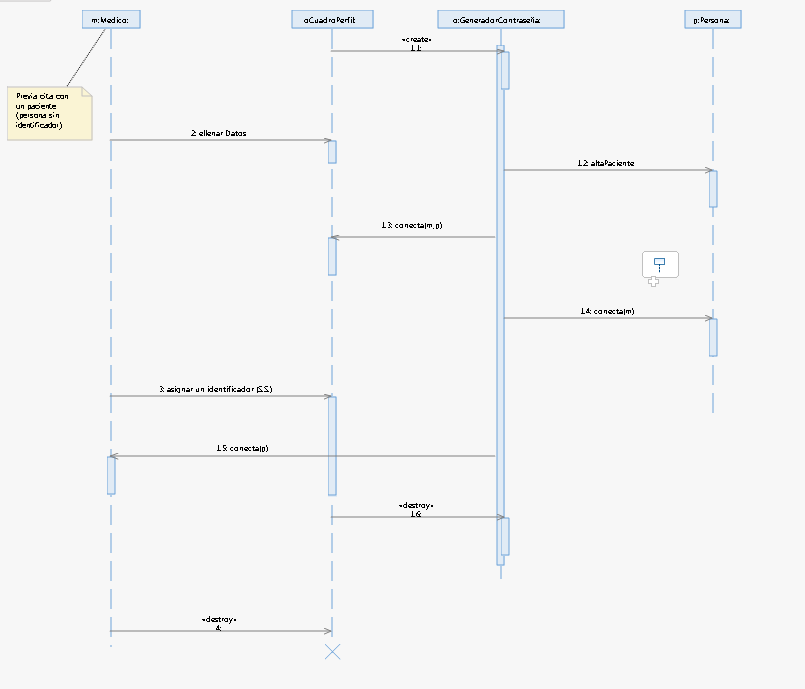 m:Medico:
aCuadroPerfil:
a:GeneradorContraseña:
p:Persona:
«create»
1.1:
Previa cita con
un paciente
(persona sin
identificador)
2: ellenar Datos
1.2: altaPaciente
1.3: conecta(m,p)
1.4: conecta(m)
3: asignar un identificador (S.S.)
1.5: conecta(p)
«destroy»
1.6:
«destroy»
4: